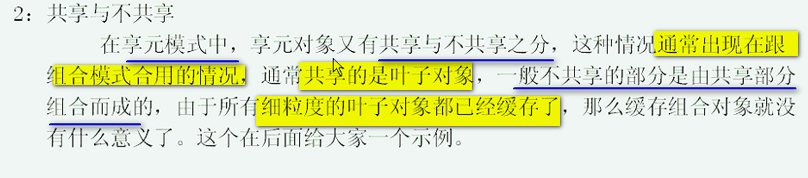 2：共享与不共享
在享元模式中，享元对象又有共享与不共享之分，这种情况通常出现在跟
组合模式合用的情况，通常共享的是叶子对象，一般不共享的部分是由共享部分
组合而成的，由于所有细粒度的叶子对象都已经缓存了，那么缓存组合对象就没
有什么意义了。这个在后面给大家一个示例。